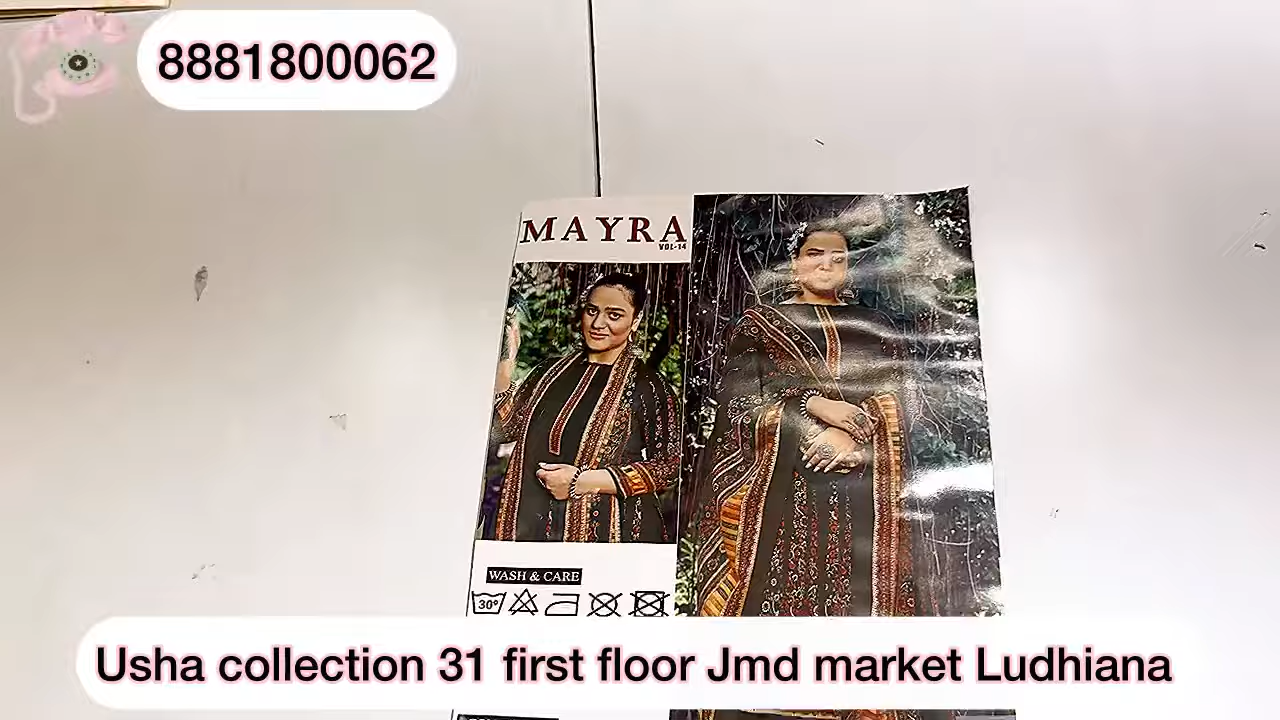 8881800062
MAYRA
VOL-14
WASH & CARE
30°
Usha collection 31 first floor Jmd market Ludhiana